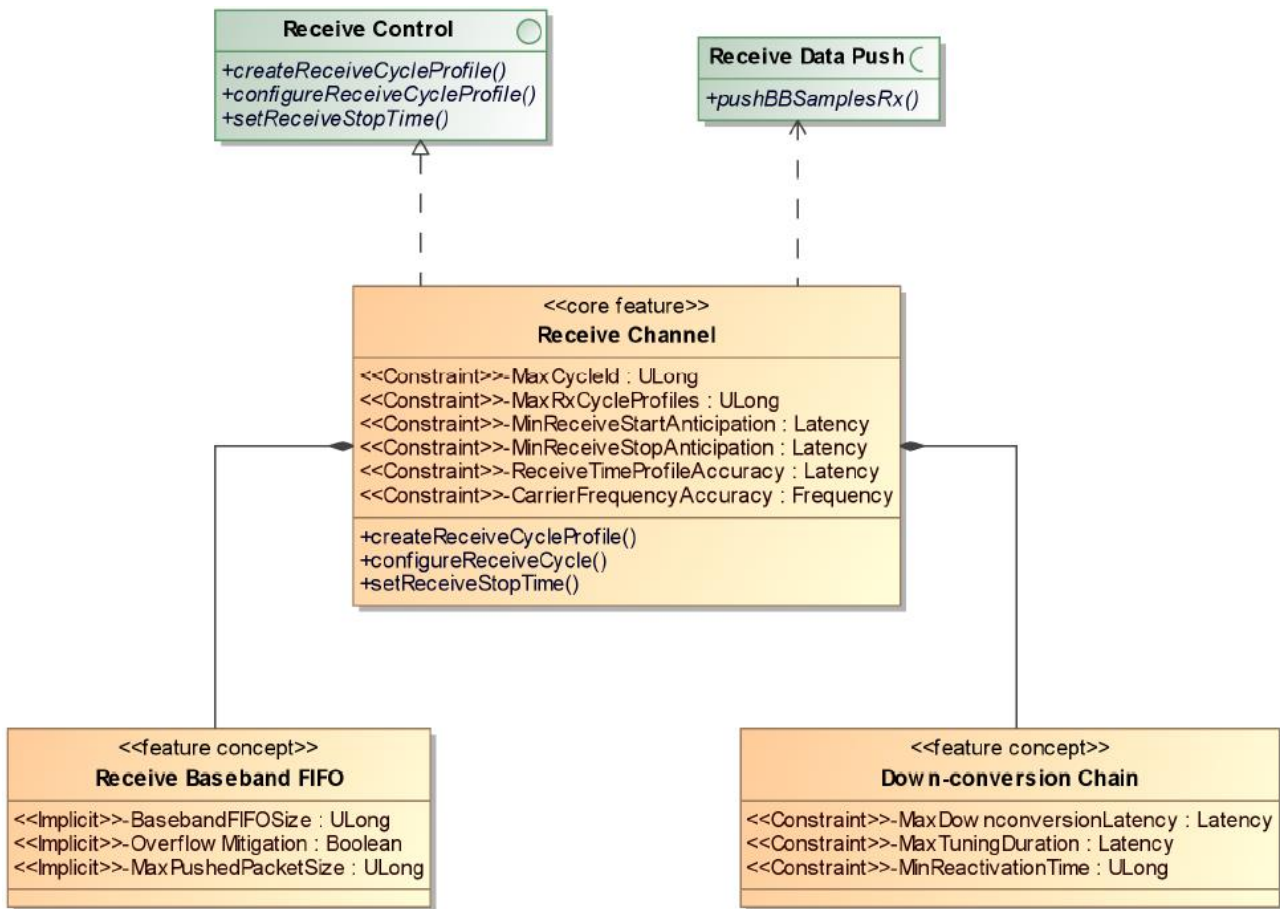 Receive Control
+createReceiveCycleProfile()
+configureReceiveCycleProfile()
+setReceiveStopTime()
Receive Data Push
+pushBBSamplesRx()
<<core feature>>
Receive Channel
<<Constraint>>-MaxCycleId : ULong
<<Constraint>>-MaxRxCycleProfiles : ULong
<<Constraint>>-MinReceiveStartAnticipation : Latency
<<Constraint>>-MinReceiveStopAnticipation : Latency
<<Constraint>>-ReceiveTimeProfileAccuracy : Latency
<<Constraint>>-CarrierFrequencyAccuracy : Frequency
+createReceiveCycleProfile()
+configureReceiveCycle()
+setReceiveStopTime()
<<feature concept>>
Receive Baseband FIFO
<<Implicit>>-BasebandFIFOSize : ULong
<<Implicit>>-Overflow Mitigation : Boolean
<<Implicit>>-MaxPushedPacketSize : ULong
<<feature concept>>
Down-conversion Chain
<<Constraint>>-MaxDownconversionLatency : Latency
<<Constraint>>-MaxTuningDuration : Latency
<<Constraint>>-MinReactivationTime : ULong